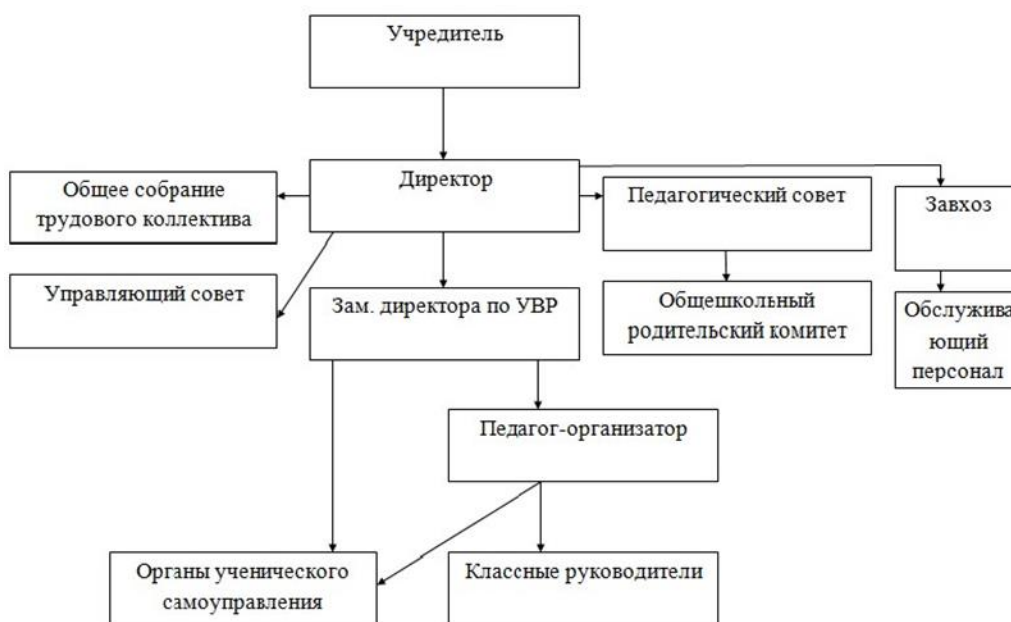 Учредитель
Директор
Общее собрание
трудового коллектива
Педагогический совет
Завхоз
Управляющий совет
Зам. директора по УВР
Общешкольный
родительский комитет
Обслужива
ющий
персонал
Педагог-организатор
Органы ученического
самоуправления
Классные руководители